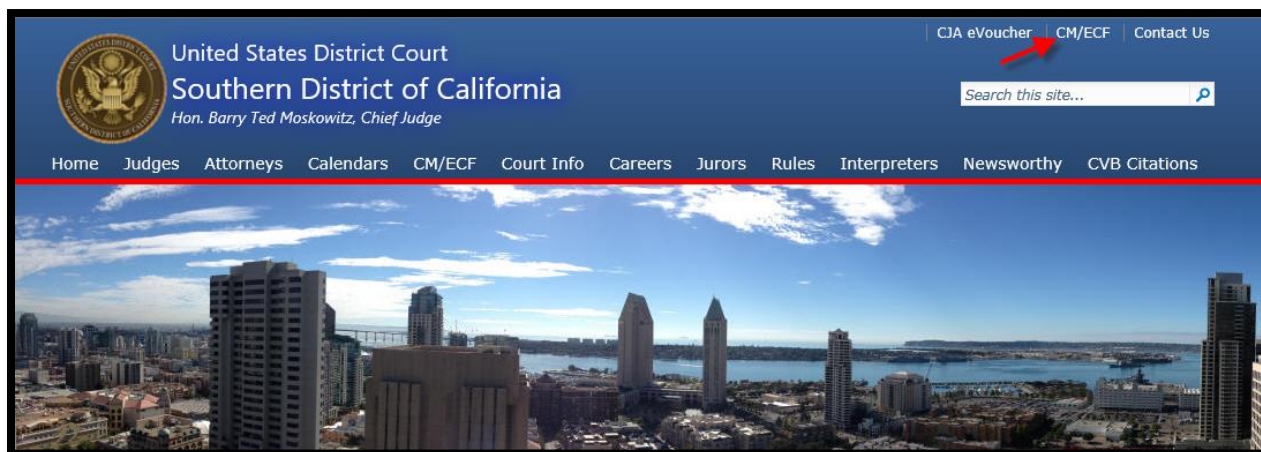 CJA eVoucher CM/ECF Contact Us
United States District Court
Southern District of California
Hon. Barry Ted Moskowitz, Chief Judge
Search this site...
Home Judges Attorneys Calendars CM/ECF Court Info Careers Jurors Rules Interpreters Newsworthy CVB Citations